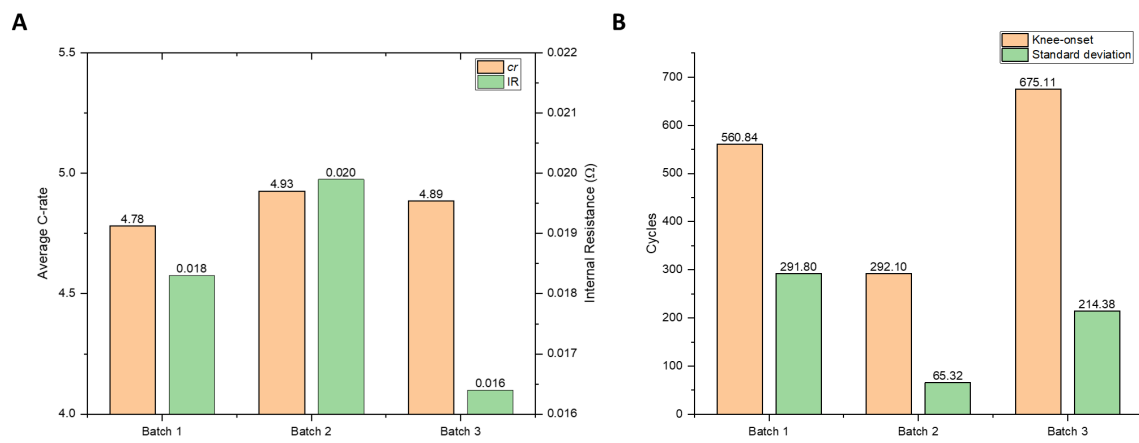 A
5.5
5.0
4.5
4.0
Average C-rate
4.78
0.018
4.93
0.020
4.89
0.016
Batch 1
Batch 2
Batch 3
cr
IR
0.022
0.021
0.020
0.019
0.018
0.017
0.016
Internal Resistance (Ω)
B
Knee-onset
Standard deviation
700
600
500
400
300
200
100
0
Cycles
560.84
291.80
292.10
65.32
675.11
214.38
Batch 1
Batch 2
Batch 3